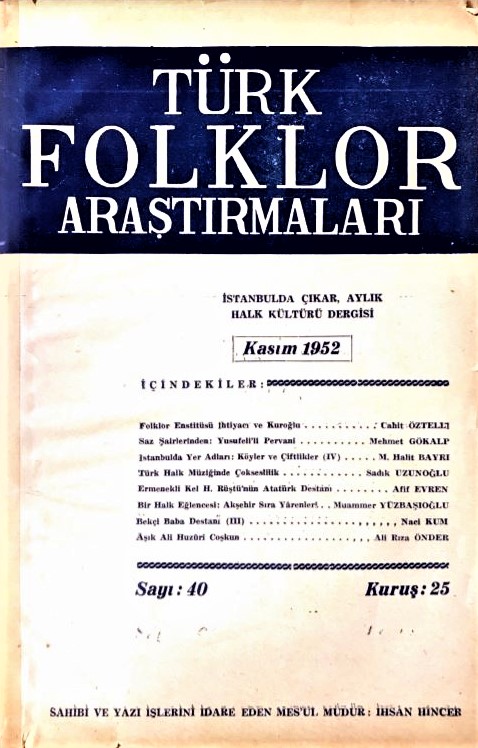 TÜRK
FOLKLOR
ARAŞTIRMALARI
İSTANBULDA ÇIKAR, AYLIK
HALK KÜLTÜRÜ DERGİSİ
Kasım 1952
İÇİNDEKİLER:
Folklor Enstitüsü İhtiyacı ve Kuroğlu . . . . . . . . . . . Cahit ÖZTELLİ
Saz Şairlerinden: Yusufeli'li Pervani . . . . . . . . . . Mehmet GÖKALP
İstanbulda Yer Adları: Köyler ve Çiftlikler (IV) . . . . . M. Halit BAYRI
Türk Halk Müziğinde Çokseslilik . . . . . . . . . . . . Sadık UZUNOĞLU
Ermenekli Kel H. Rüştü'nün Atatürk Destanı . . . . . . . . Afif EVREN
Bir Halk Eğlencesi: Akşehir Sıra Yârenleri . . Muammer YÜZBAŞIOĞLU
Bekçi Baba Destanı (III) . . . . . . . . . . . . . . . . . . . Naci KUM
Âşık Ali Huzûri Coşkun . . . . . . . . . . . . . . . . . . Ali Rıza ÖNDER
Sayı: 40 Kuruş: 25
SAHİBİ VE YAZI İŞLERİNİ İDARE EDEN MES'UL MÜDÜR: İHSAN HİNÇER